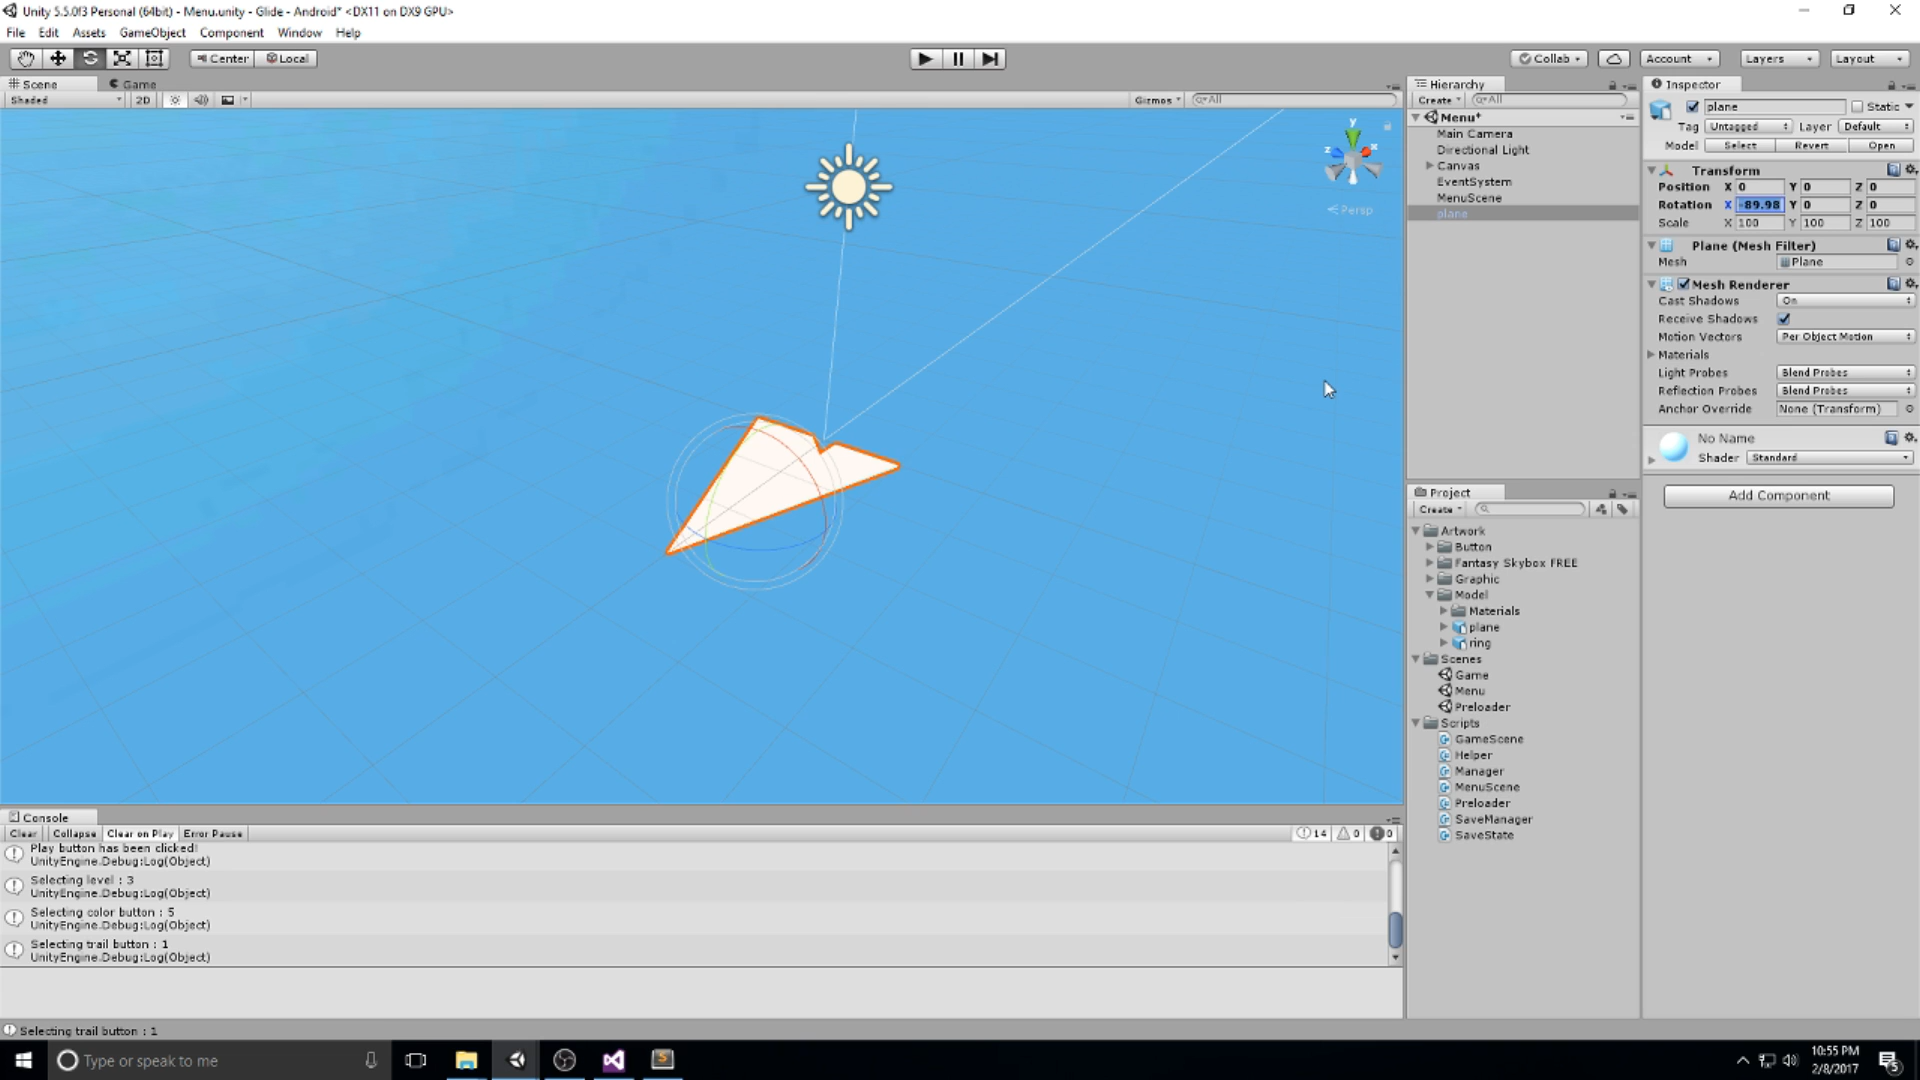 Unity 5.5.0f3 Personal (64bit) - Menu.unity - Glide - Android* <DX11 on DX9 GPU>
File Edit Assets GameObject Component Window Help
Center Local Collab Account Layers Layout
Scene Game
Shaded 2D Gizmos All
y
z x
Persp
Hierarchy
Create All
Menu*
Main Camera
Directional Light
Canvas
EventSystem
MenuScene
plane
Inspector
plane Static
Tag Untagged Layer Default
Model Select Revert Open
Transform
Position X 0 Y 0 Z 0
Rotation X -89.98 Y 0 Z 0
Scale X 100 Y 100 Z 100
Plane (Mesh Filter)
Mesh Plane
Mesh Renderer
Cast Shadows On
Receive Shadows
Motion Vectors Per Object Motion
Materials
Light Probes Blend Probes
Reflection Probes Blend Probes
Anchor Override None (Transform)
No Name
Shader Standard
Add Component
Project
Create
Artwork
Button
Fantasy Skybox FREE
Graphic
Model
Materials
plane
ring
Scenes
Game
Menu
Preloader
Scripts
GameScene
Helper
Manager
MenuScene
Preloader
SaveManager
SaveState
Console
Clear Collapse Clear on Play Error Pause 14 0 0
Play button has been clicked!
UnityEngine.Debug:Log(Object)
Selecting level : 3
UnityEngine.Debug:Log(Object)
Selecting color button : 5
UnityEngine.Debug:Log(Object)
Selecting trail button : 1
UnityEngine.Debug:Log(Object)
Selecting trail button : 1
Type or speak to me
10:55 PM
2/8/2017
5